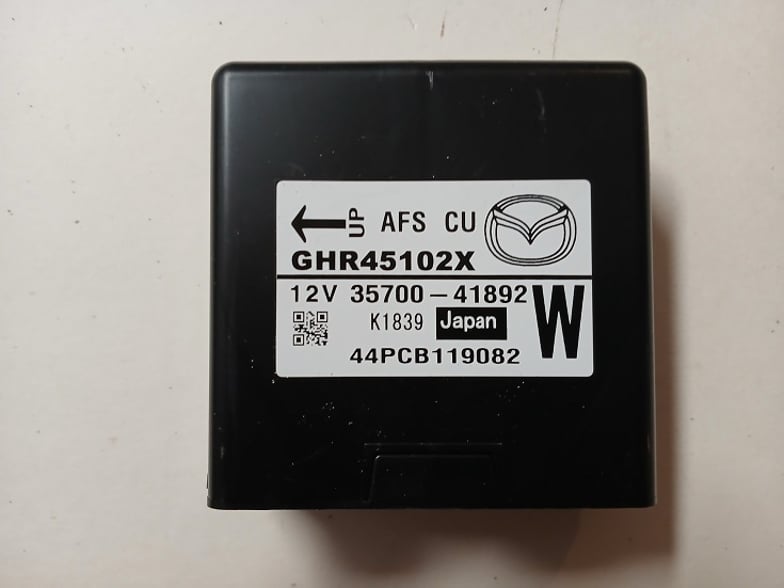 UP AFS CU
GHR45102X
12V 35700-41892
W
K1839 Japan
44PCB119082